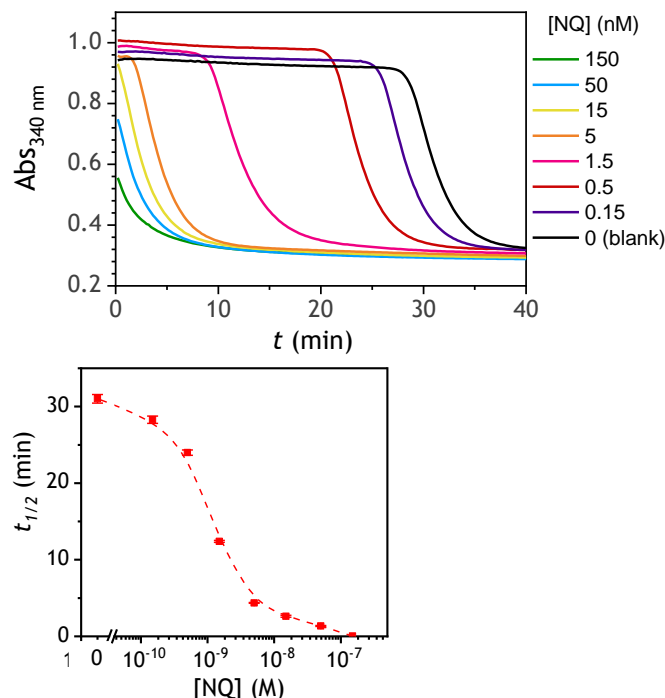 [NQ] (nM)
150
50
15
5
1.5
0.5
0.15
0 (blank)
1.0
0.8
0.6
0.4
0.2
Abs340 nm
0 10 20 30 40
t (min)
30
20
10
0
t1/2 (min)
1 0 10-10 10-9 10-8 10-7
[NQ] (M)